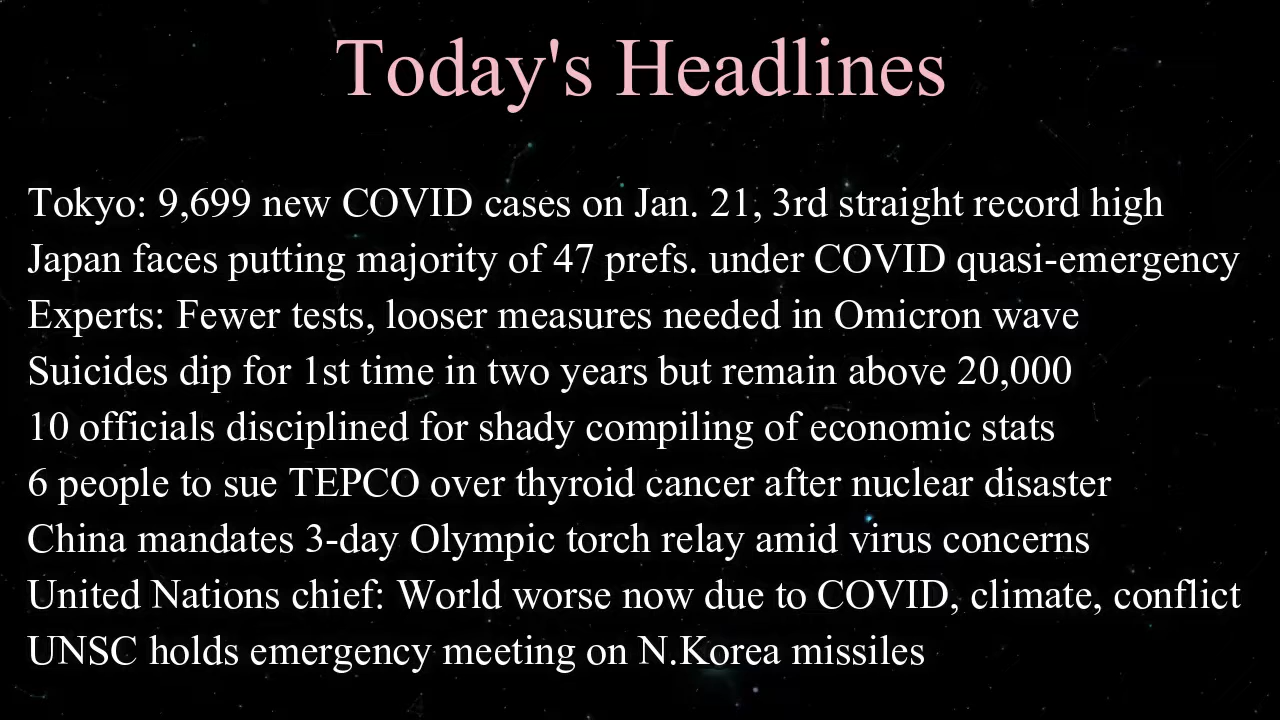 Today's Headlines
Tokyo: 9,699 new COVID cases on Jan. 21, 3rd straight record high
Japan faces putting majority of 47 prefs. under COVID quasi-emergency
Experts: Fewer tests, looser measures needed in Omicron wave
Suicides dip for 1st time in two years but remain above 20,000
10 officials disciplined for shady compiling of economic stats
6 people to sue TEPCO over thyroid cancer after nuclear disaster
China mandates 3-day Olympic torch relay amid virus concerns
United Nations chief: World worse now due to COVID, climate, conflict
UNSC holds emergency meeting on N.Korea missiles